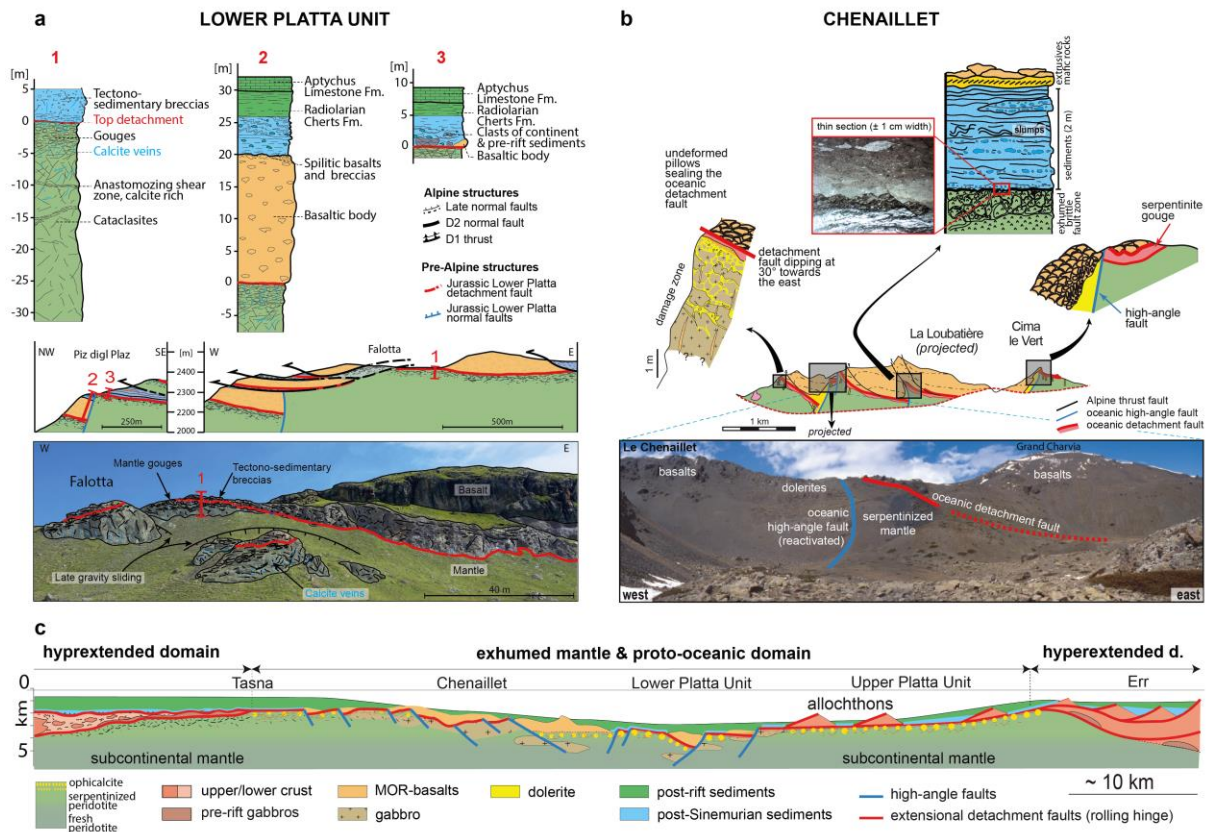 a
LOWER PLATTA UNIT
1
[m]
5
0
-5
-10
-15
-20
-25
-30
Tectono-
sedimentary breccias
Top detachment
Gouges
Calcite veins
Anastomozing shear
zone, calcite rich
Cataclasites
2
[m]
30
25
20
15
10
5
0
-5
Aptychus
Limestone Fm.
Radiolarian
Cherts Fm.
Spilitic basalts
and breccias
Basaltic body
3
[m]
10
0
Aptychus
Limestone Fm.
Radiolarian
Cherts Fm.
Clasts of continent
& pre-rift sediments
Basaltic body
Alpine structures
Late normal faults
D2 normal fault
D1 thrust
Pre-Alpine structures
Jurassic Lower Platta
detachment fault
Jurassic Lower Platta
normal faults
NW
Piz digl Plaz
SE
2
3
250m
[m]
2400
2300
2200
2100
2000
W
Falotta
1
E
500m
W
E
Falotta
Mantle gouges
1
Tectono-sedimentary
breccias
Basalt
Late gravity sliding
Calcite veins
Mantle
40 m
b
CHENAILLET
extrusives
mafic rocks
sediments (2 m)
exhumed
brittle
fault zone
slumps
thin section (± 1 cm width)
undeformed
pillows
sealing the
oceanic
detachment
fault
detachment
fault dipping at
30° towards
the east
damage zone
1 m
? ?
serpentinite
gouge
high-angle
fault
La Loubatière
(projected)
Cima
le Vert
1 km
projected
Alpine thrust fault
oceanic high-angle fault
oceanic detachment fault
Le Chenaillet
Grand Charvia
basalts
basalts
dolerites
oceanic
high-angle fault
(reactivated)
serpentinized
mantle
oceanic detachment fault
west
east
c
hyprextended domain
exhumed mantle & proto-oceanic domain
hyperextended d.
0
km
5
Tasna
Chenaillet
Lower Platta Unit
Upper Platta Unit
Err
allochthons
subcontinental mantle
subcontinental mantle
ophicalcite
serpentinized
peridotite
fresh
peridotite
upper/lower crust
pre-rift gabbros
MOR-basalts
gabbro
dolerite
post-rift sediments
post-Sinemurian sediments
high-angle faults
extensional detachment faults (rolling hinge)
~ 10 km